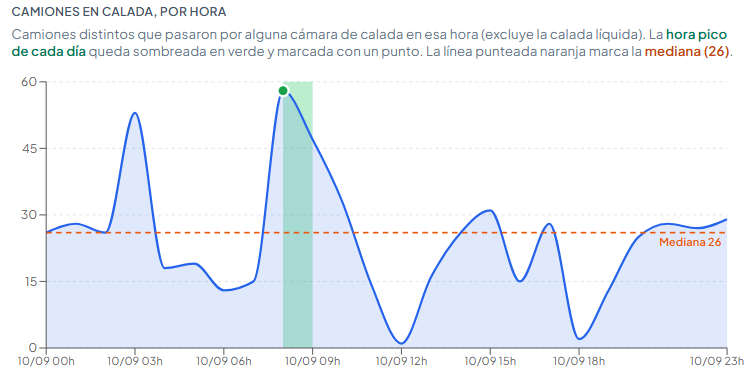 CAMIONES EN CALADA, POR HORA
Camiones distintos que pasaron por alguna cámara de calada en esa hora (excluye la calada líquida). La hora pico
de cada día queda sombreada en verde y marcada con un punto. La línea punteada naranja marca la mediana (26).
60
45
30
15
0
Mediana 26
10/09 00h 10/09 03h 10/09 06h 10/09 09h 10/09 12h 10/09 15h 10/09 18h 10/09 23h